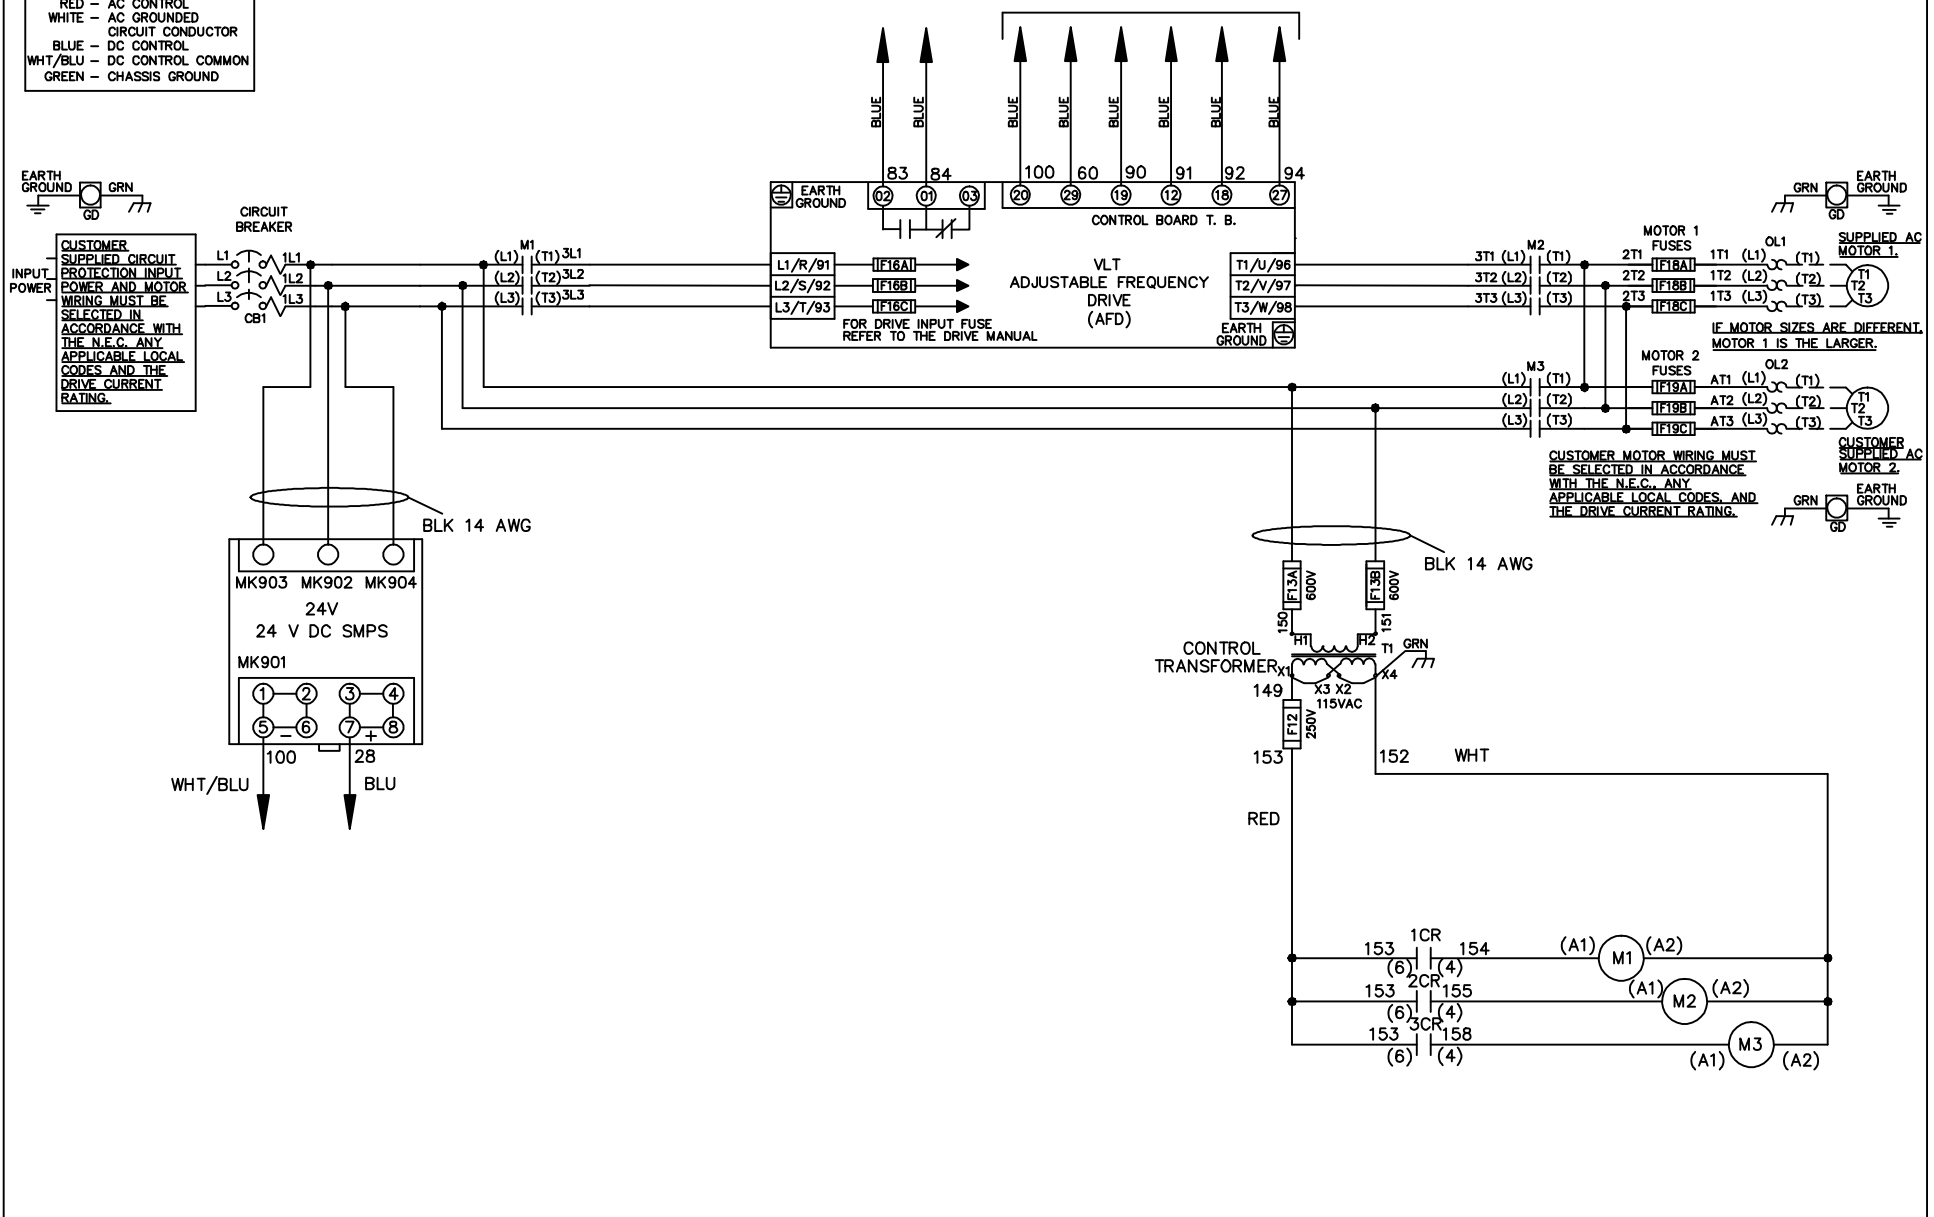 RED – AC CONTROL
WHITE – AC GROUNDED
CIRCUIT CONDUCTOR
BLUE – DC CONTROL
WHT/BLU – DC CONTROL COMMON
GREEN – CHASSIS GROUND
BLUE
BLUE
BLUE
BLUE
BLUE
BLUE
BLUE
BLUE
83
84
100
60
90
91
92
94
EARTH
GROUND
02
01
03
20
29
19
12
18
27
CONTROL BOARD T. B.
EARTH
GROUND
GRN
GD
CIRCUIT
BREAKER
CUSTOMER
SUPPLIED CIRCUIT
PROTECTION INPUT
POWER AND MOTOR
WIRING MUST BE
SELECTED IN
ACCORDANCE WITH
THE N.E.C. ANY
APPLICABLE LOCAL
CODES AND THE
DRIVE CURRENT
RATING.
INPUT
POWER
L1
1L1
L2
1L2
L3
1L3
CB1
M1
(L1)
(T1)
3L1
(L2)
(T2)
3L2
(L3)
(T3)
3L3
L1/R/91
F16A
L2/S/92
F16B
L3/T/93
F16C
VLT
ADJUSTABLE FREQUENCY
DRIVE
(AFD)
FOR DRIVE INPUT FUSE
REFER TO THE DRIVE MANUAL
T1/U/96
T2/V/97
T3/W/98
EARTH
GROUND
M2
3T1 (L1)
(T1)
3T2 (L2)
(T2)
3T3 (L3)
(T3)
MOTOR 1
FUSES
2T1
F18A
1T1
(L1)
2T2
F18B
1T2
(L2)
2T3
F18C
1T3
(L3)
OL1
(T1)
(T2)
(T3)
GRN
EARTH
GROUND
GD
SUPPLIED AC
MOTOR 1.
T1
T2
T3
IF MOTOR SIZES ARE DIFFERENT,
MOTOR 1 IS THE LARGER.
M3
(L1)
(T1)
(L2)
(T2)
(L3)
(T3)
MOTOR 2
FUSES
F19A
AT1
(L1)
F19B
AT2
(L2)
F19C
AT3
(L3)
OL2
(T1)
(T2)
(T3)
T1
T2
T3
CUSTOMER
SUPPLIED AC
MOTOR 2.
CUSTOMER MOTOR WIRING MUST
BE SELECTED IN ACCORDANCE
WITH THE N.E.C., ANY
APPLICABLE LOCAL CODES, AND
THE DRIVE CURRENT RATING.
GRN
EARTH
GROUND
GD
BLK 14 AWG
MK903
MK902
MK904
24V
24 V DC SMPS
MK901
1
2
3
4
5
6
7
8
–
+
100
28
WHT/BLU
BLU
BLK 14 AWG
F13A
600V
F13B
600V
150
151
H1
H2
T1
GRN
CONTROL
TRANSFORMER
X1
X3 X2
X4
115VAC
149
F12
250V
153
152
WHT
RED
1CR
153
154
(6)
(4)
(A1)
M1
(A2)
2CR
153
155
(6)
(4)
(A1)
M2
(A2)
3CR
153
158
(6)
(4)
(A1)
M3
(A2)